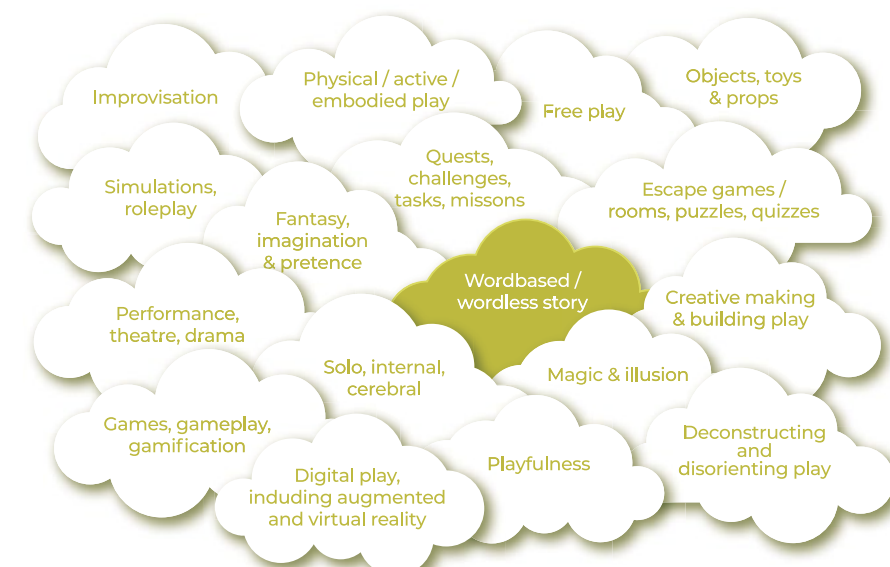 Improvisation
Physical / active /
embodied play
Free play
Objects, toys
& props
Simulations,
roleplay
Fantasy,
imagination
& pretence
Quests,
challenges,
tasks, missons
Escape games /
rooms, puzzles, quizzes
Performance,
theatre, drama
Wordbased /
wordless story
Creative making
& building play
Solo, internal,
cerebral
Magic & illusion
Games, gameplay,
gamification
Digital play,
including augmented
and virtual reality
Playfulness
Deconstructing
and
disorienting play